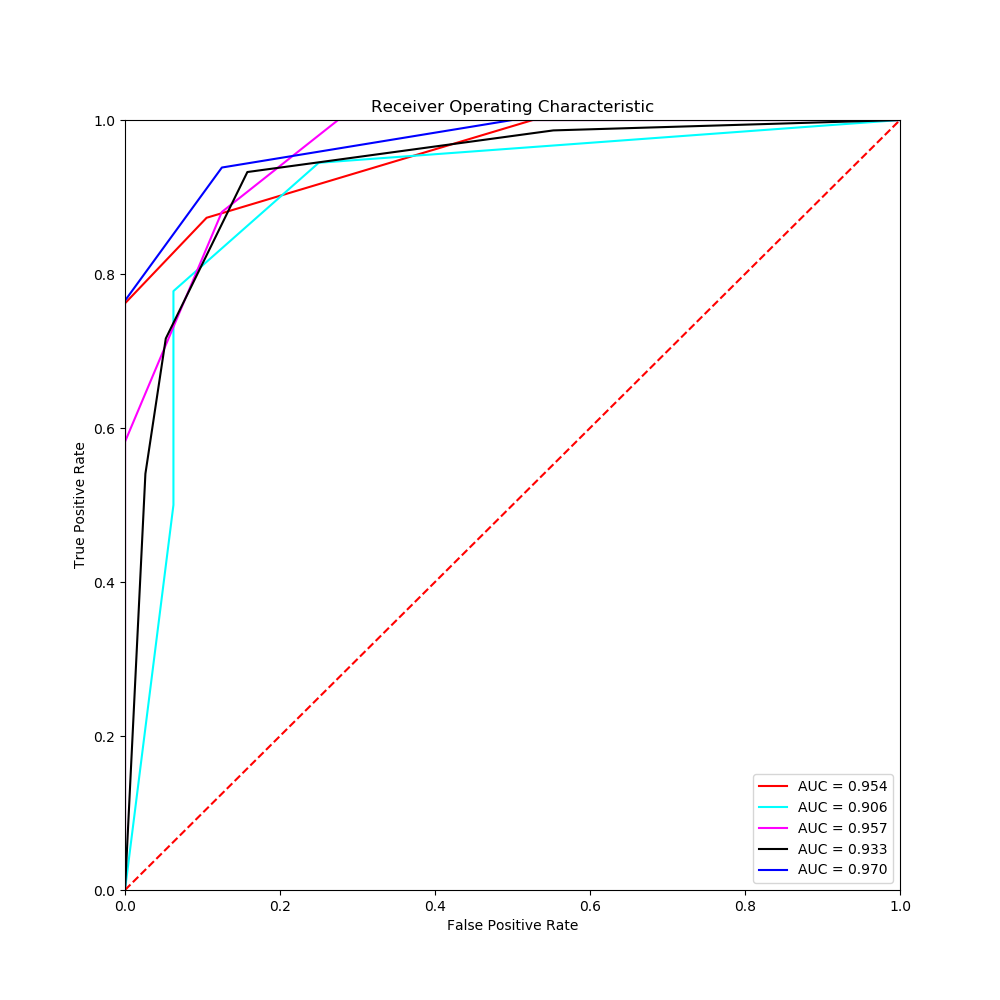 Receiver Operating Characteristic
1.0
0.8
0.6
0.4
0.2
0.0
True Positive Rate
0.0 0.2 0.4 0.6 0.8 1.0
False Positive Rate
AUC = 0.954
AUC = 0.906
AUC = 0.957
AUC = 0.933
AUC = 0.970